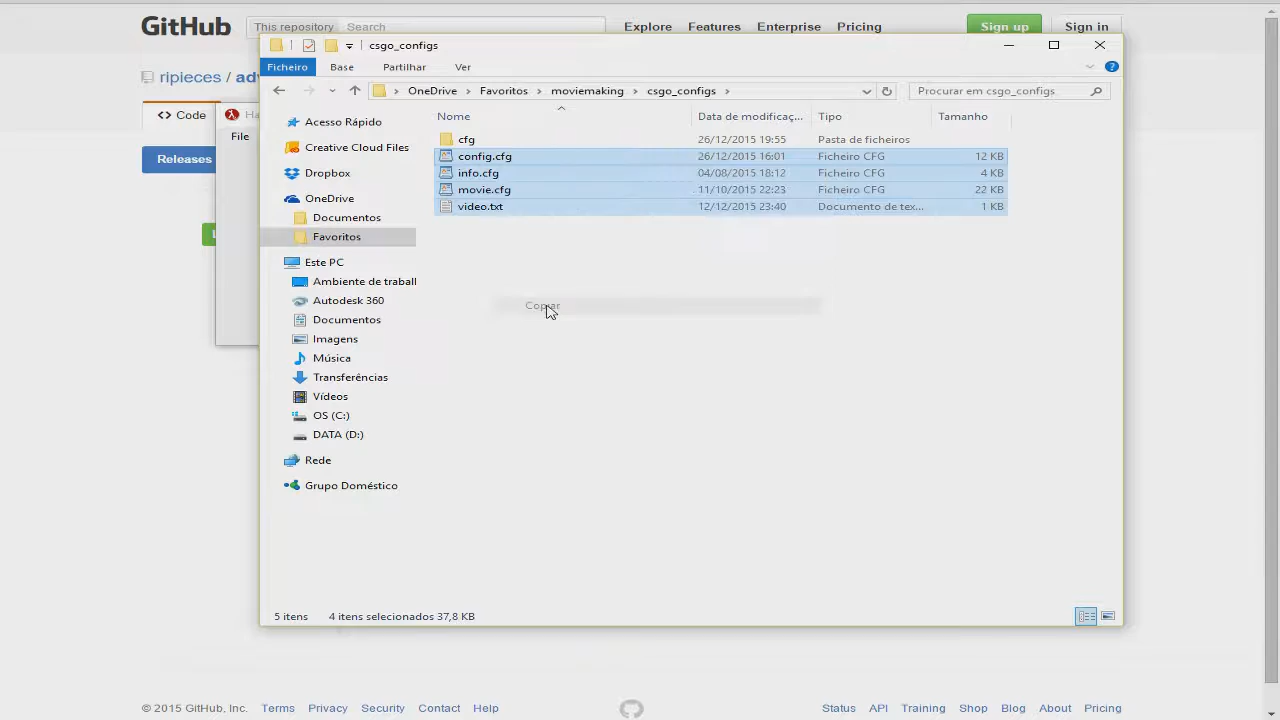 GitHub This repository Search Explore Features Enterprise Pricing Sign up Sign in
csgo_configs
Ficheiro Base Partilhar Ver
ripieces / adv
OneDrive > Favoritos > moviemaking > csgo_configs >
Procurar em csgo_configs
Code
File
Releases
Acesso Rápido
Creative Cloud Files
Dropbox
OneDrive
Documentos
Favoritos
Este PC
Ambiente de traball
Autodesk 360
Documentos
Imagens
Música
Transferências
Vídeos
OS (C:)
DATA (D:)
Rede
Grupo Doméstico
Nome Data de modificaç... Tipo Tamanho
cfg 26/12/2015 19:55 Pasta de ficheiros
config.cfg 26/12/2015 16:01 Ficheiro CFG 12 KB
info.cfg 04/08/2015 18:12 Ficheiro CFG 4 KB
movie.cfg 11/10/2015 22:23 Ficheiro CFG 22 KB
video.txt 12/12/2015 23:40 Documento de tex... 1 KB
Copiar
5 itens 4 itens selecionados 37,8 KB
© 2015 GitHub, Inc. Terms Privacy Security Contact Help Status API Training Shop Blog About Pricing